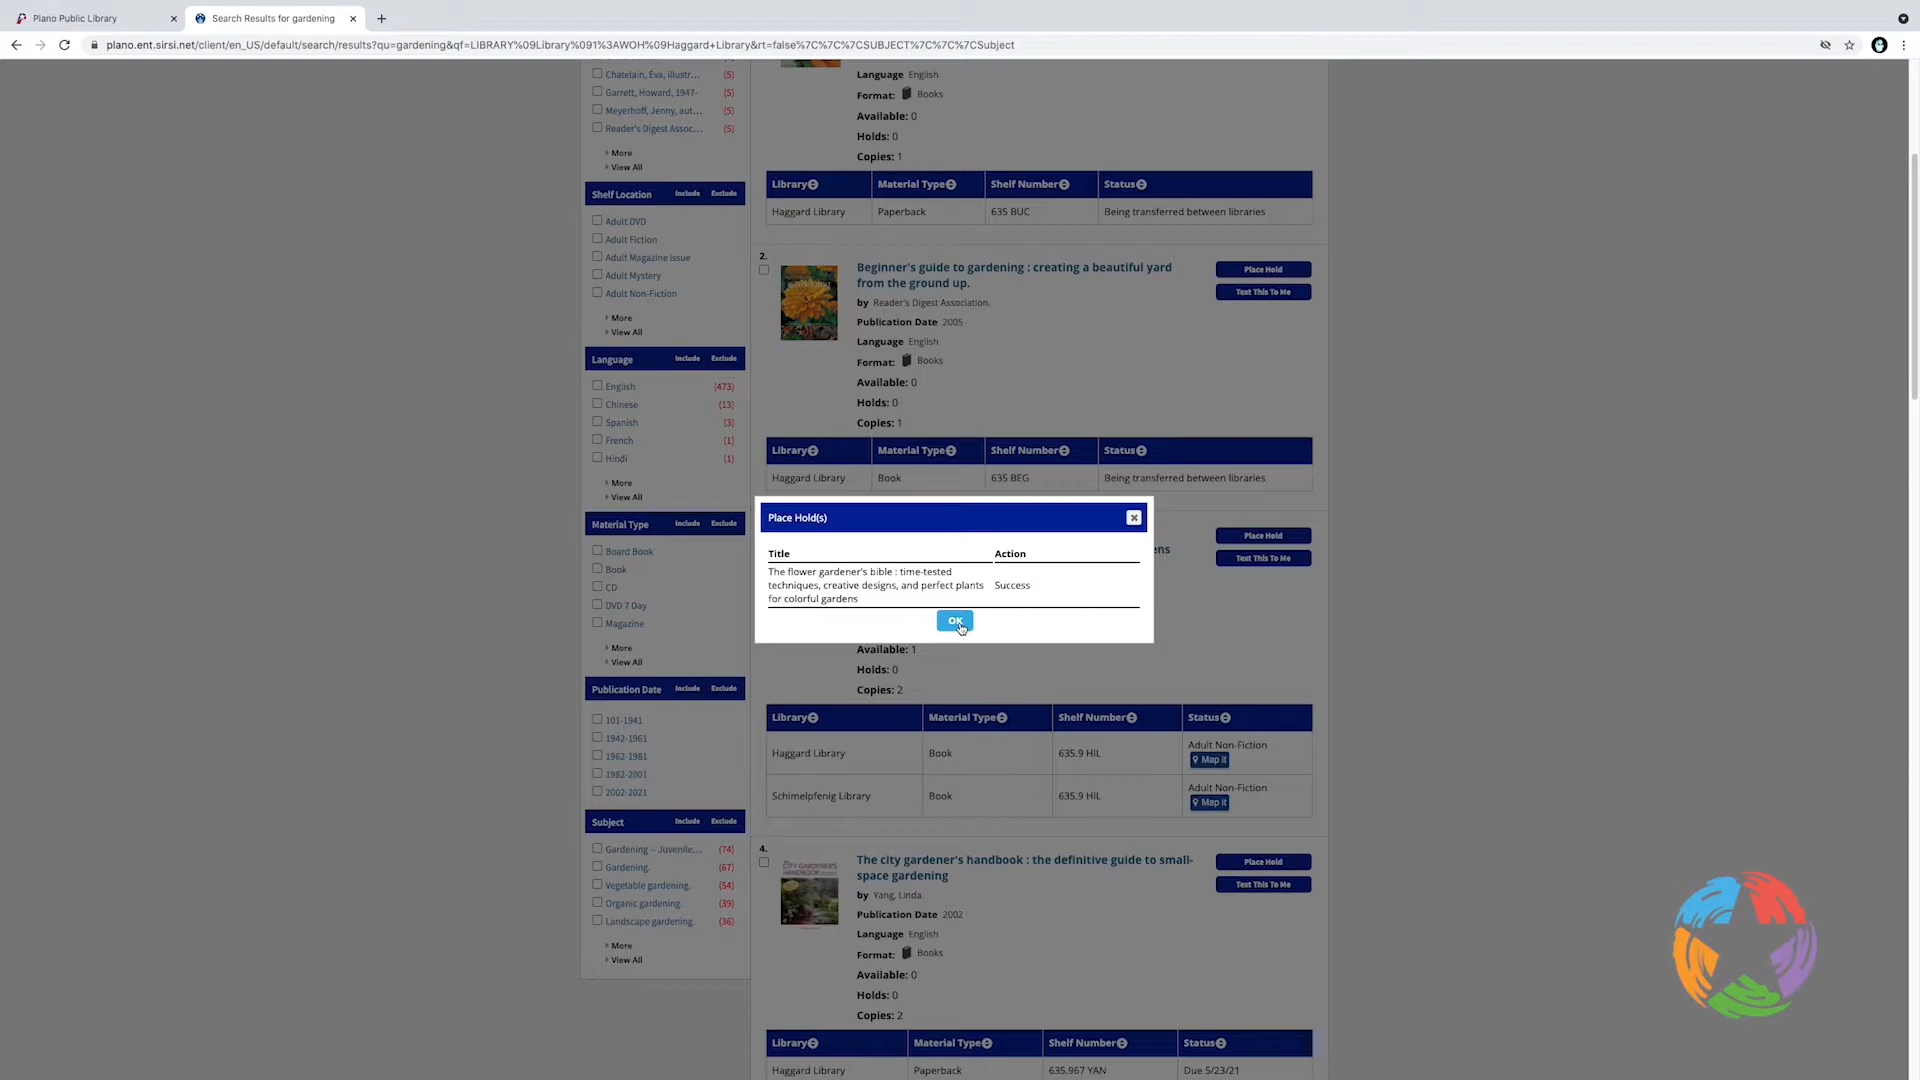 Plano Public Library
Search Results for gardening
plano.ent.sirsi.net/client/en_US/default/search/results?qu=gardening&qf=LIBRARY%09Library%091%3AWOH%09Haggard+Library&rt=false%7C%7C%7CSUBJECT%7C%7C%7CSubject
Chatelain, Éva, illustr... (5)
Garrett, Howard, 1947- (5)
Meyerhoff, Jenny, aut... (5)
Reader's Digest Assoc... (5)
More
View All
Shelf Location Include Exclude
Adult DVD
Adult Fiction
Adult Magazine Issue
Adult Mystery
Adult Non-Fiction
More
View All
Language Include Exclude
English (473)
Chinese (13)
Spanish (3)
French (1)
Hindi (1)
More
View All
Material Type Include Exclude
Board Book
Book
CD
DVD 7 Day
Magazine
More
View All
Publication Date Include Exclude
101-1941
1942-1961
1962-1981
1982-2001
2002-2021
Subject Include Exclude
Gardening -- Juvenile... (74)
Gardening. (67)
Vegetable gardening. (54)
Organic gardening. (39)
Landscape gardening. (36)
More
View All
Language English
Format: Books
Available: 0
Holds: 0
Copies: 1
Library Material Type Shelf Number Status
Haggard Library Paperback 635 BUC Being transferred between libraries
2.
Beginner's guide to gardening : creating a beautiful yard
from the ground up.
Place Hold
Text This To Me
by Reader's Digest Association.
Publication Date 2005
Language English
Format: Books
Available: 0
Holds: 0
Copies: 1
Library Material Type Shelf Number Status
Haggard Library Book 635 BEG Being transferred between libraries
Place Hold
Text This To Me
ens
Place Hold(s)
Title Action
The flower gardener's bible : time-tested
techniques, creative designs, and perfect plants
for colorful gardens
Success
OK
Available: 1
Holds: 0
Copies: 2
Library Material Type Shelf Number Status
Haggard Library Book 635.9 HIL Adult Non-Fiction
Map it
Schimelpfenig Library Book 635.9 HIL Adult Non-Fiction
Map it
4.
CITY GARDENER'S
HANDBOOK
The city gardener's handbook : the definitive guide to small-
space gardening
Place Hold
Text This To Me
by Yang, Linda.
Publication Date 2002
Language English
Format: Books
Available: 0
Holds: 0
Copies: 2
Library Material Type Shelf Number Status
Haggard Library Paperback 635.967 YAN Due 5/23/21